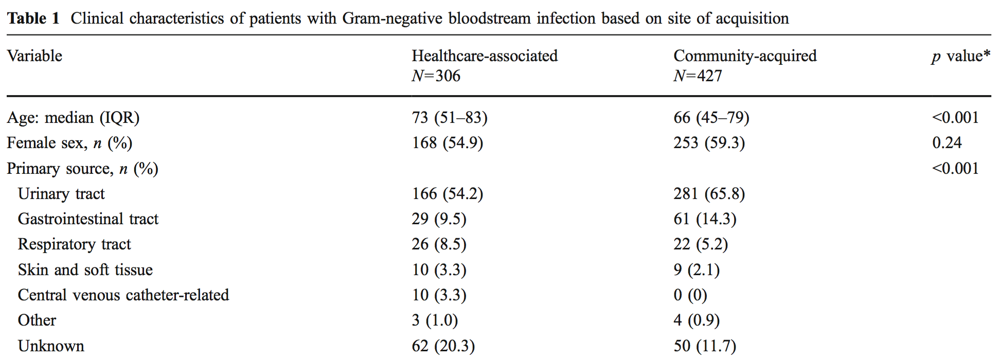 Table 1 Clinical characteristics of patients with Gram-negative bloodstream infection based on site of acquisition
Variable Healthcare-associated Community-acquired p value*
N=306 N=427
Age: median (IQR) 73 (51–83) 66 (45–79) <0.001
Female sex, n (%) 168 (54.9) 253 (59.3) 0.24
Primary source, n (%) <0.001
Urinary tract 166 (54.2) 281 (65.8)
Gastrointestinal tract 29 (9.5) 61 (14.3)
Respiratory tract 26 (8.5) 22 (5.2)
Skin and soft tissue 10 (3.3) 9 (2.1)
Central venous catheter-related 10 (3.3) 0 (0)
Other 3 (1.0) 4 (0.9)
Unknown 62 (20.3) 50 (11.7)